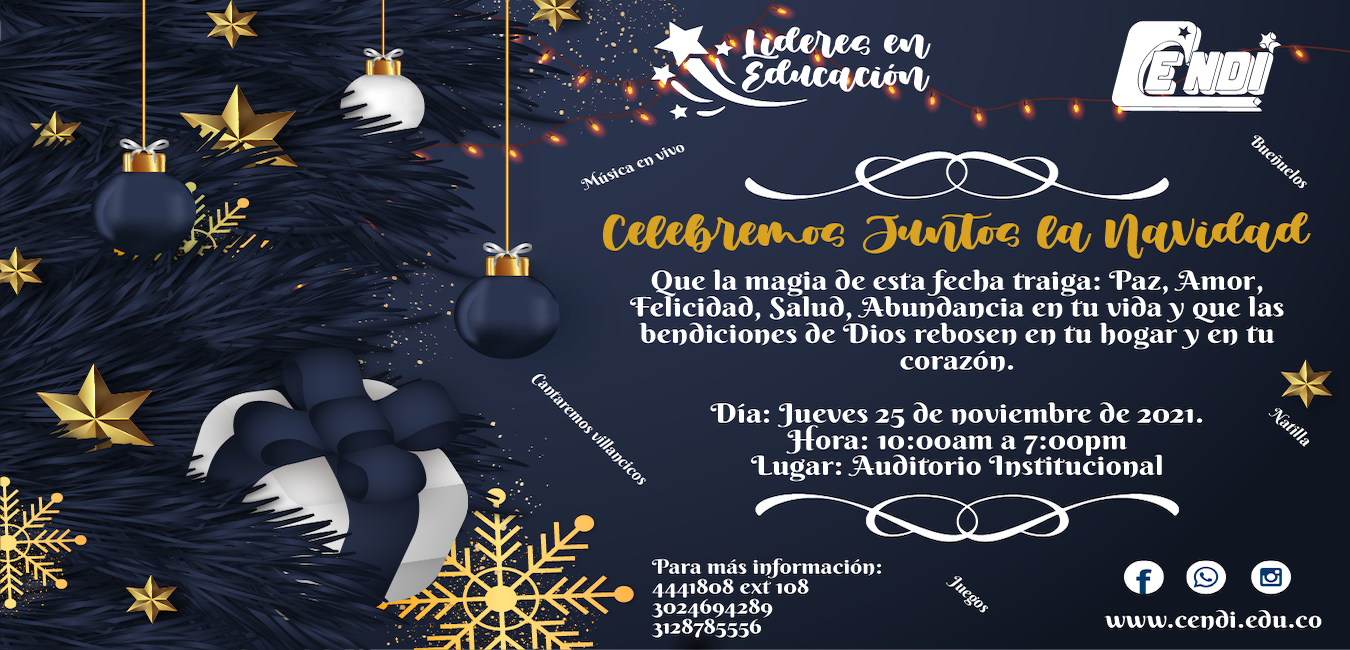 Líderes en
Educación
CENDI
Música en vivo
Buñuelos
Celebremos Juntos la Navidad
Que la magia de esta fecha traiga: Paz, Amor,
Felicidad, Salud, Abundancia en tu vida y que las
bendiciones de Dios rebosen en tu hogar y en tu
corazón.
Cantaremos villancicos
Natilla
Día: Jueves 25 de noviembre de 2021.
Hora: 10:00am a 7:00pm
Lugar: Auditorio Institucional
Para más información:
4441808 ext 108
3024694289
3128785556
Juegos
www.cendi.edu.co